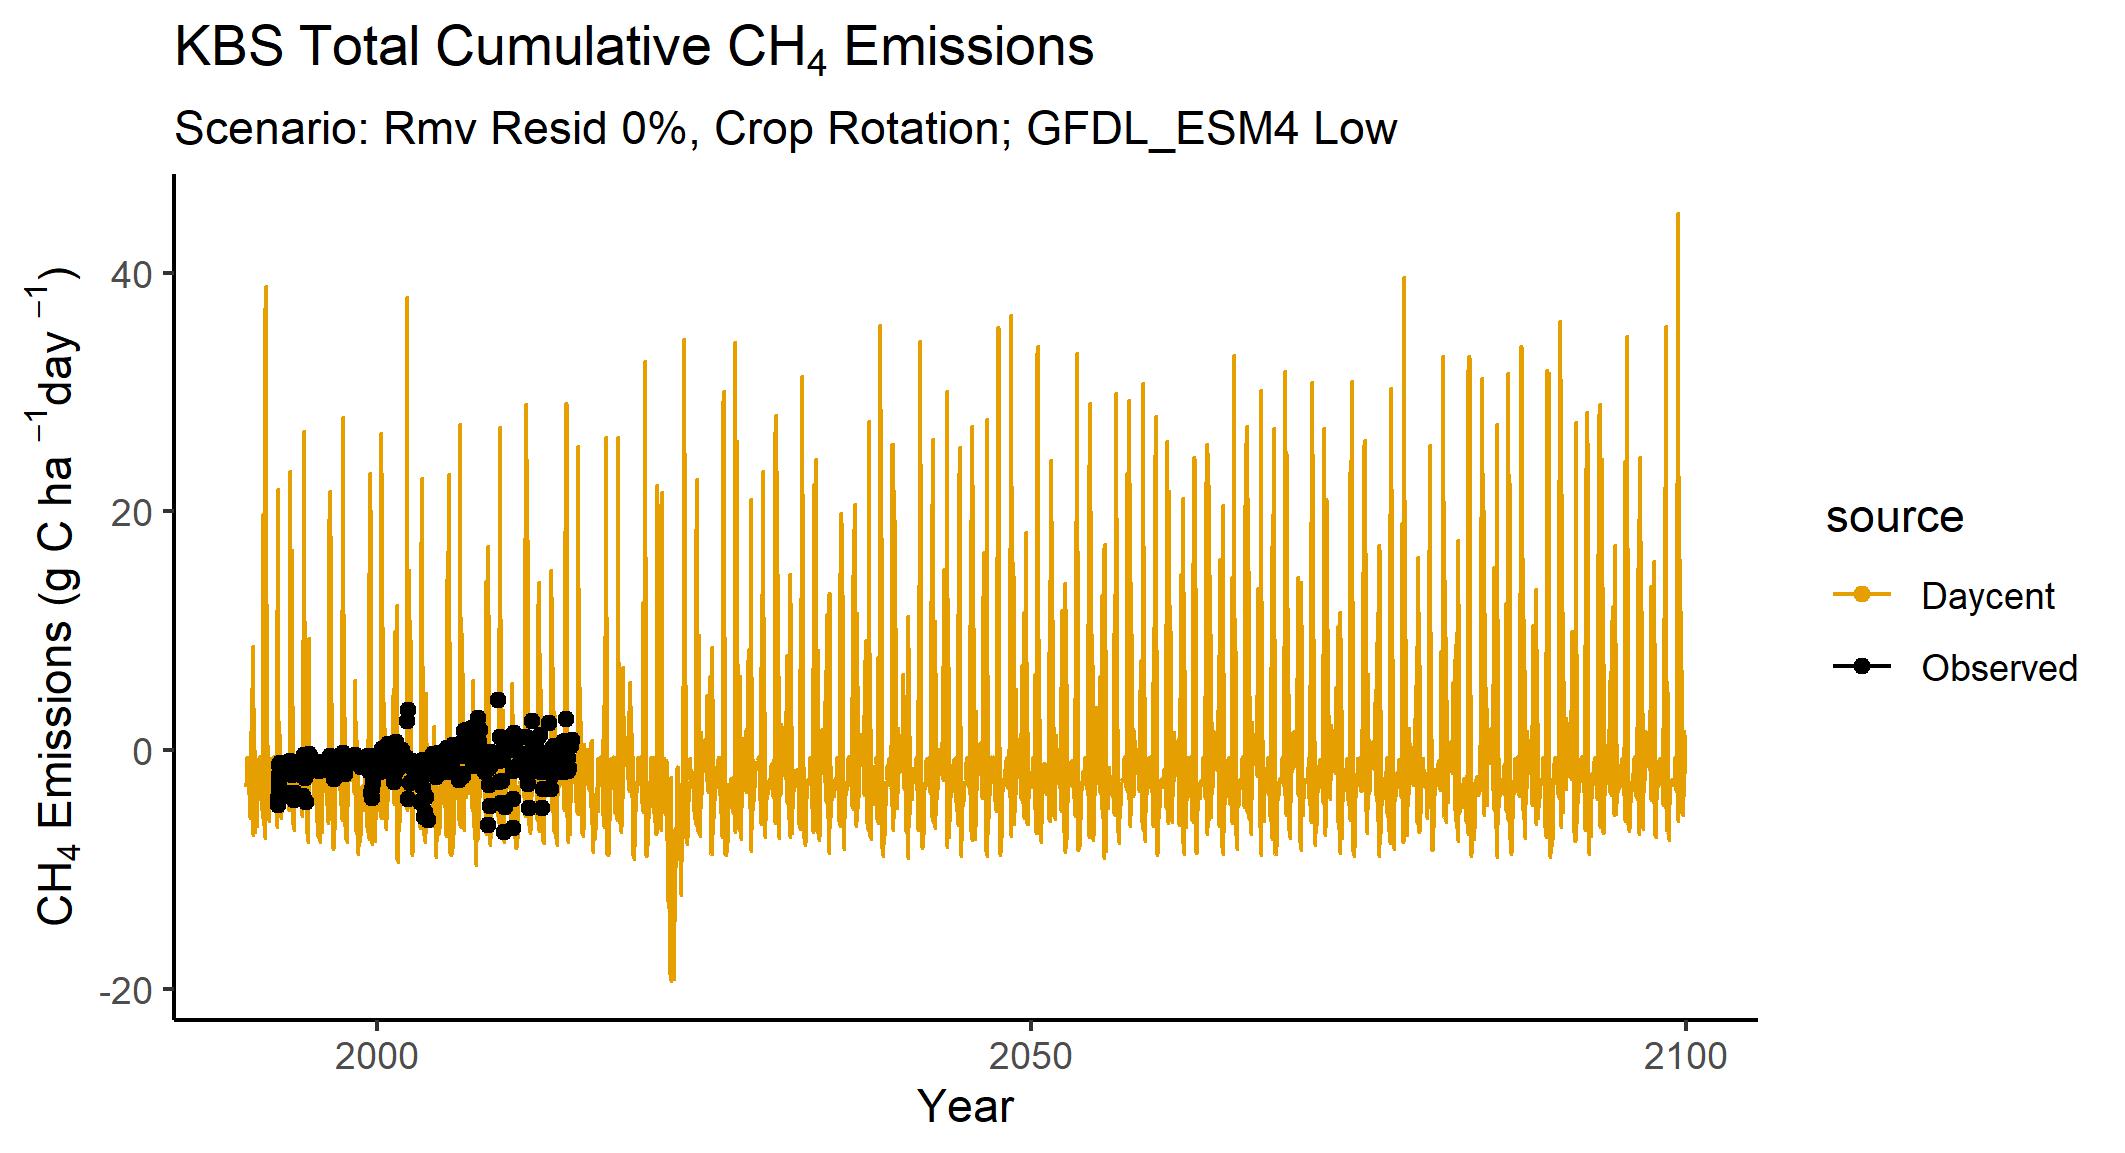 KBS Total Cumulative CH₄ Emissions
Scenario: Rmv Resid 0%, Crop Rotation; GFDL_ESM4 Low
CH₄ Emissions (g C ha ⁻¹day ⁻¹)
40
20
0
-20
2000
2050
2100
Year
source
Daycent
Observed